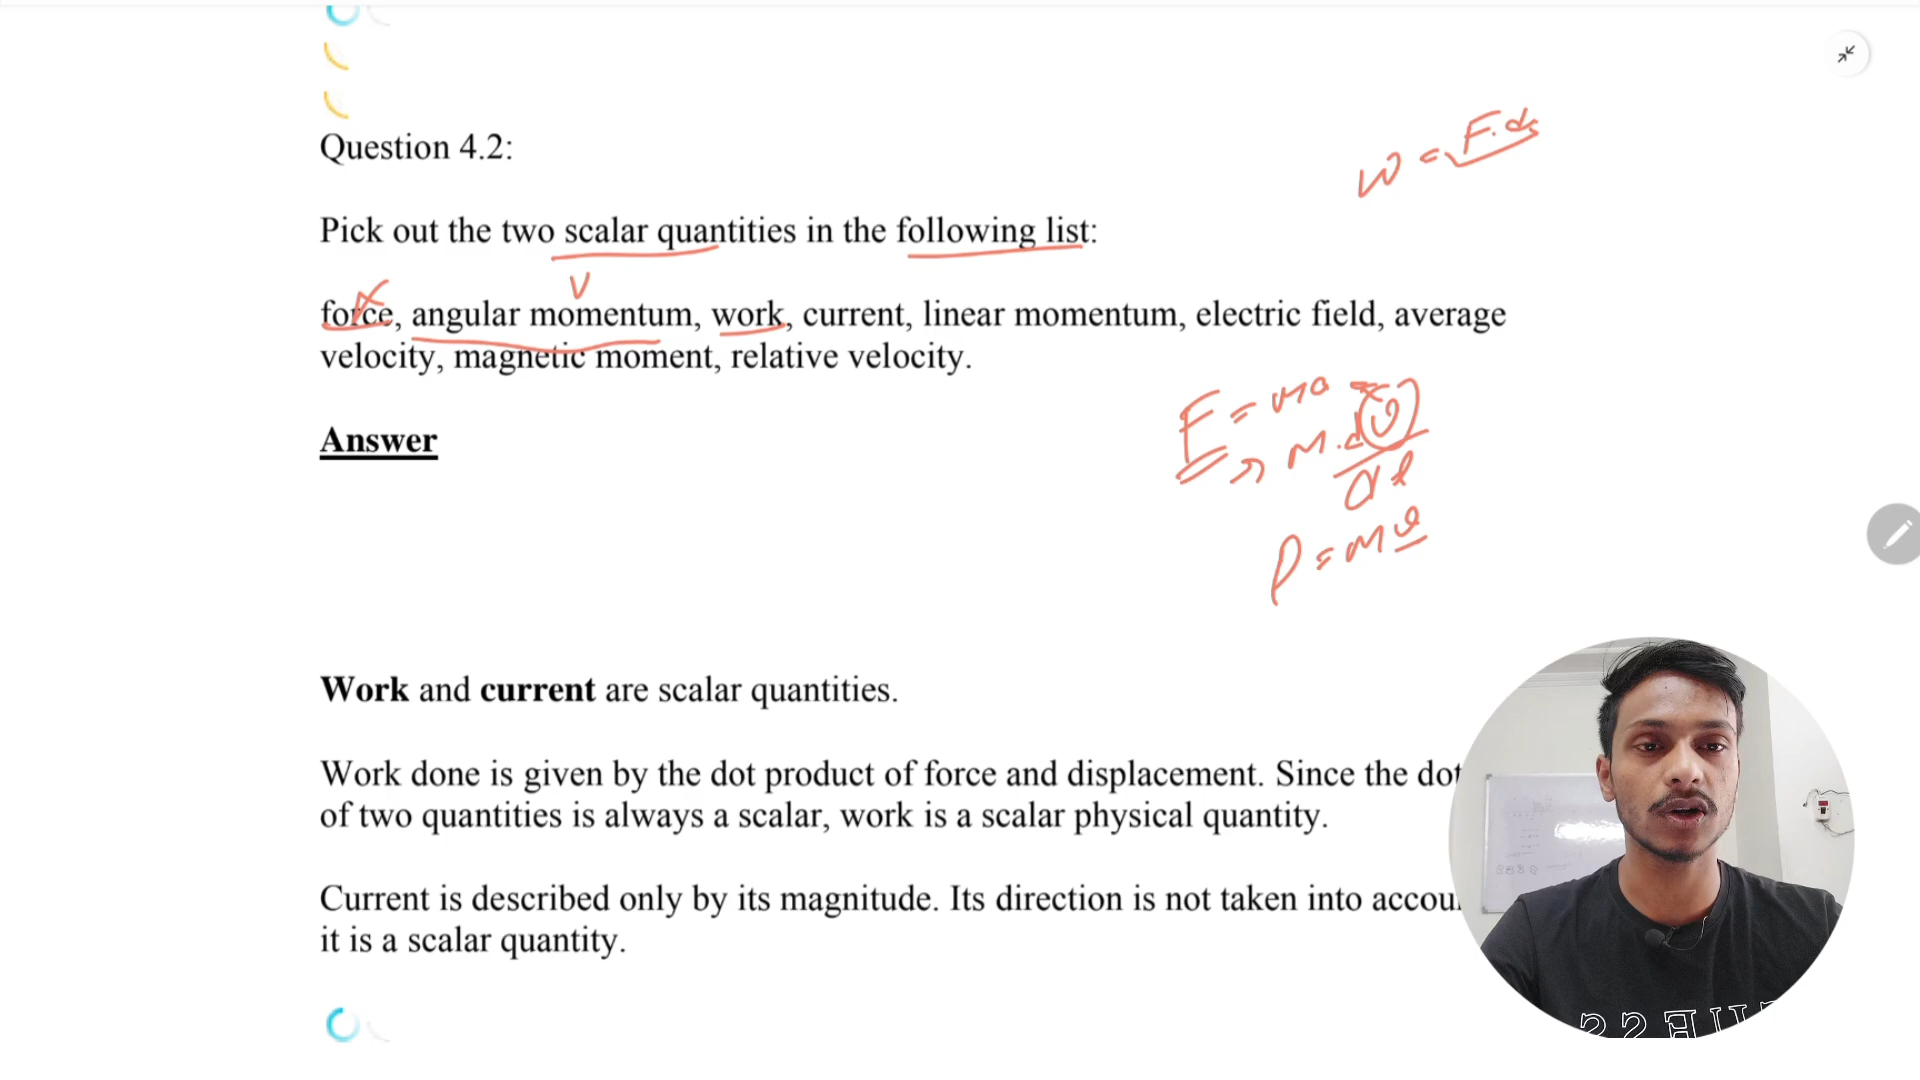 Question 4.2:
W = F.ds
Pick out the two scalar quantities in the following list:
V
force, angular momentum, work, current, linear momentum, electric field, average
velocity, magnetic moment, relative velocity.
F = ma
Answer
P = mv
Work and current are scalar quantities.
Work done is given by the dot product of force and displacement. Since the dot
of two quantities is always a scalar, work is a scalar physical quantity.
Current is described only by its magnitude. Its direction is not taken into accou
it is a scalar quantity.